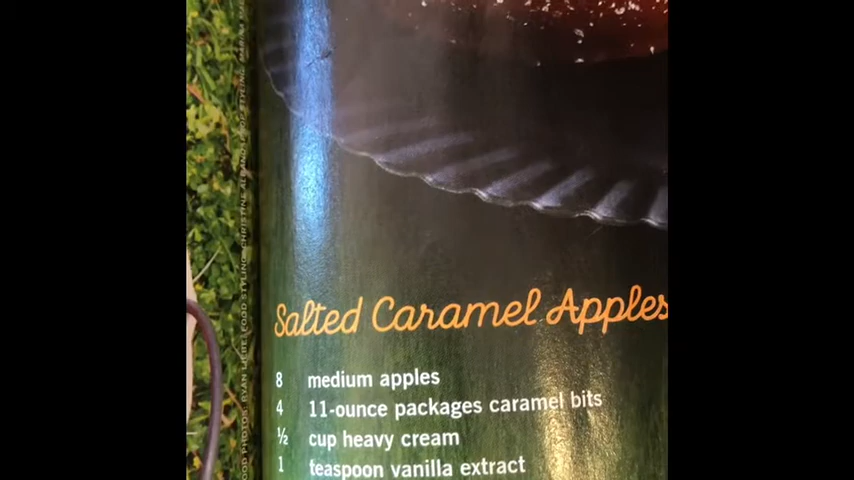 Salted Caramel Apples
8 medium apples
4 11-ounce packages caramel bits
½ cup heavy cream
1 teaspoon vanilla extract